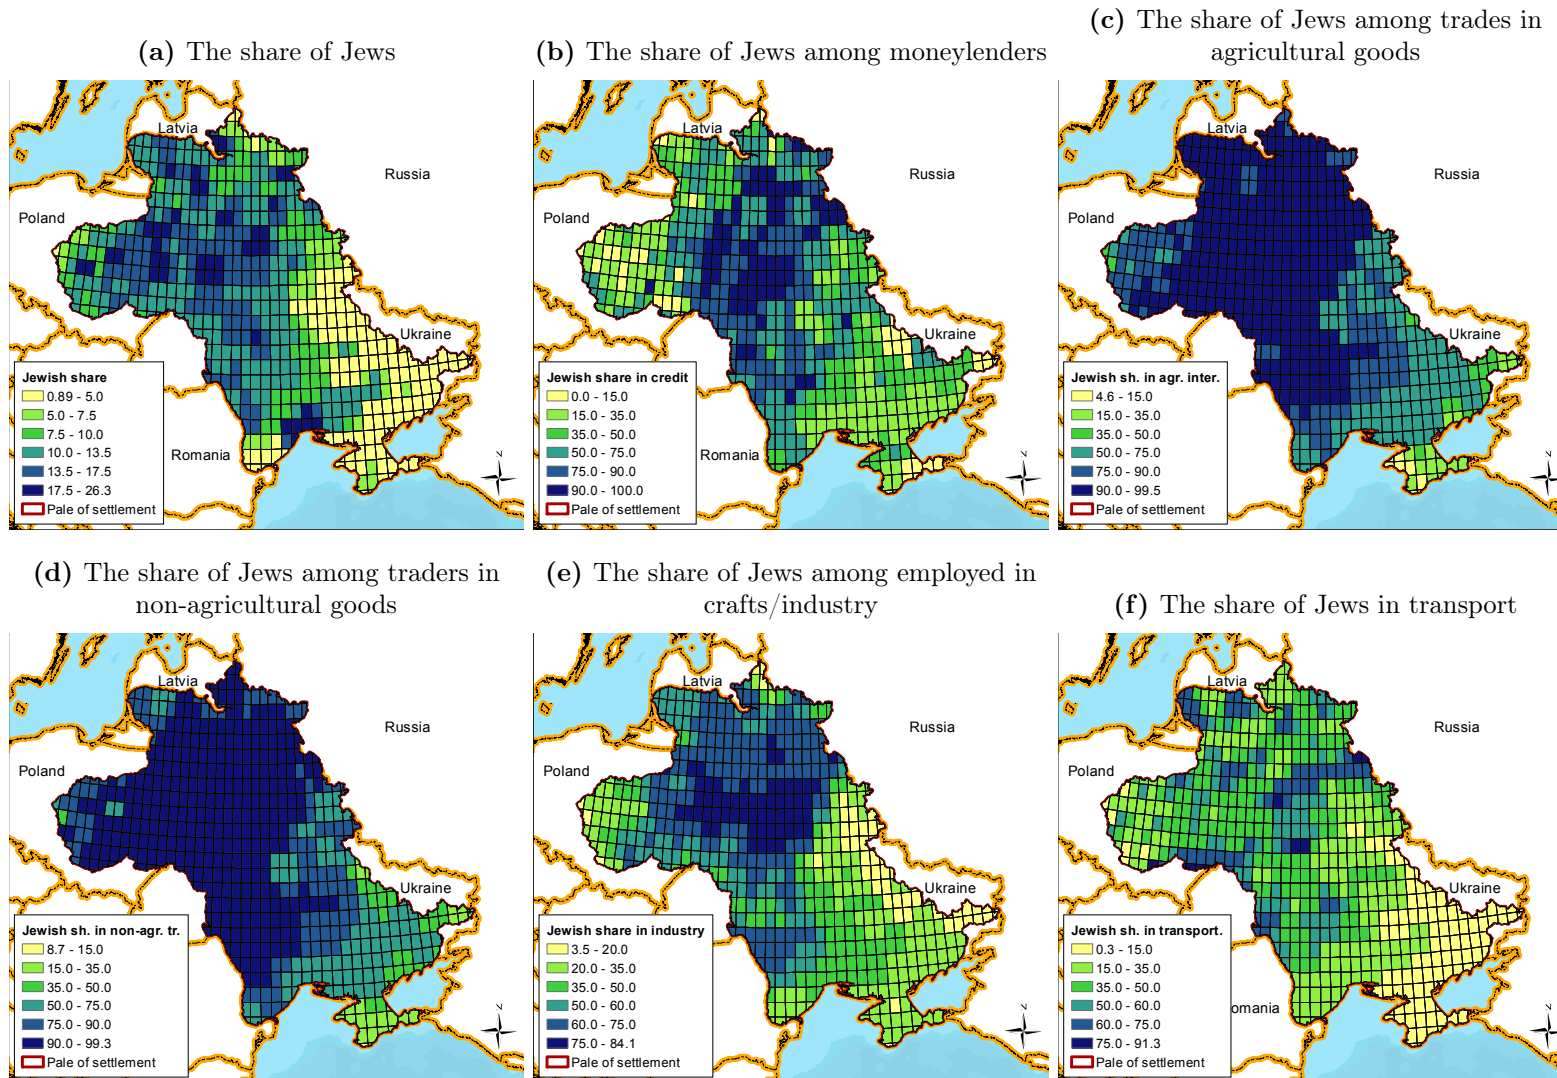 (a) The share of Jews
(b) The share of Jews among moneylenders
(c) The share of Jews among trades in
agricultural goods
Latvia
Russia
Poland
Ukraine
Romania
Jewish share
0.89 - 5.0
5.0 - 7.5
7.5 - 10.0
10.0 - 13.5
13.5 - 17.5
17.5 - 26.3
Pale of settlement
z
Latvia
Russia
Poland
Ukraine
Romania
Jewish share in credit
0.0 - 15.0
15.0 - 35.0
35.0 - 50.0
50.0 - 75.0
75.0 - 90.0
90.0 - 100.0
Pale of settlement
z
Latvia
Russia
Poland
Ukraine
Jewish sh. in agr. inter.
4.6 - 15.0
15.0 - 35.0
35.0 - 50.0
50.0 - 75.0
75.0 - 90.0
90.0 - 99.5
Pale of settlement
z
(d) The share of Jews among traders in
non-agricultural goods
(e) The share of Jews among employed in
crafts/industry
(f) The share of Jews in transport
Latvia
Russia
Poland
Ukraine
Jewish sh. in non-agr. tr.
8.7 - 15.0
15.0 - 35.0
35.0 - 50.0
50.0 - 75.0
75.0 - 90.0
90.0 - 99.3
Pale of settlement
z
Latvia
Russia
Poland
Ukraine
Jewish share in industry
3.5 - 20.0
20.0 - 35.0
35.0 - 50.0
50.0 - 60.0
60.0 - 75.0
75.0 - 84.1
Pale of settlement
z
Latvia
Russia
Poland
Ukraine
omania
Jewish sh. in transport.
0.3 - 15.0
15.0 - 35.0
35.0 - 50.0
50.0 - 60.0
60.0 - 75.0
75.0 - 91.3
Pale of settlement
z